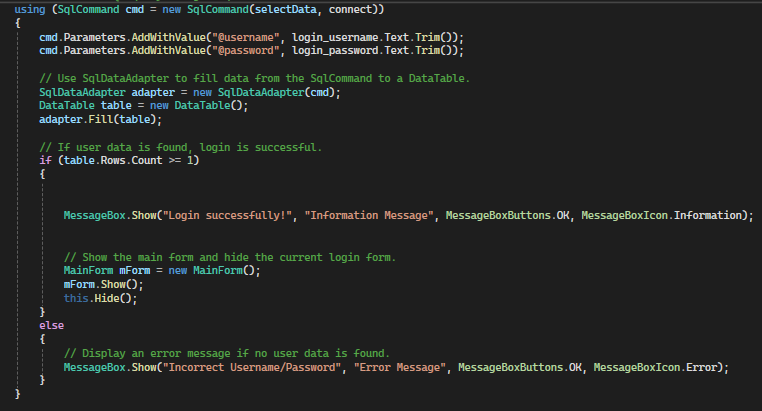 using (SqlCommand cmd = new SqlCommand(selectData, connect))
{
cmd.Parameters.AddWithValue("@username", login_username.Text.Trim());
cmd.Parameters.AddWithValue("@password", login_password.Text.Trim());
// Use SqlDataAdapter to fill data from the SqlCommand to a DataTable.
SqlDataAdapter adapter = new SqlDataAdapter(cmd);
DataTable table = new DataTable();
adapter.Fill(table);
// If user data is found, login is successful.
if (table.Rows.Count >= 1)
{
MessageBox.Show("Login successfully!", "Information Message", MessageBoxButtons.OK, MessageBoxIcon.Information);
// Show the main form and hide the current login form.
MainForm mForm = new MainForm();
mForm.Show();
this.Hide();
}
else
{
// Display an error message if no user data is found.
MessageBox.Show("Incorrect Username/Password", "Error Message", MessageBoxButtons.OK, MessageBoxIcon.Error);
}
}